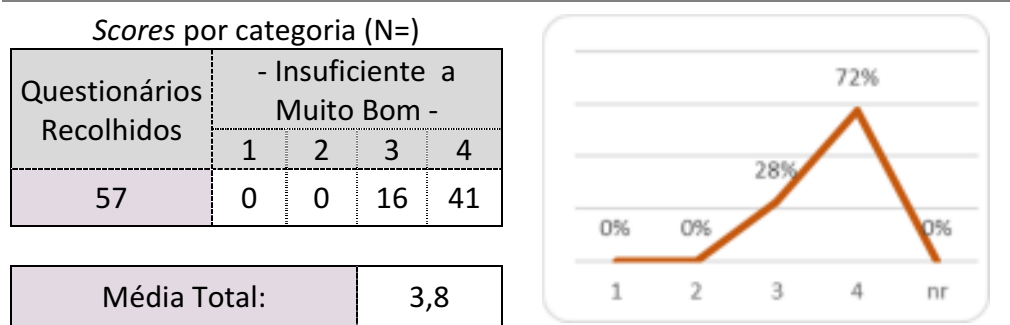 Scores por categoria (N=)
Questionários Recolhidos
- Insuficiente a Muito Bom -
1 2 3 4
57 0 0 16 41
Média Total: 3,8
72%
28%
0% 0% 0%
1 2 3 4 nr